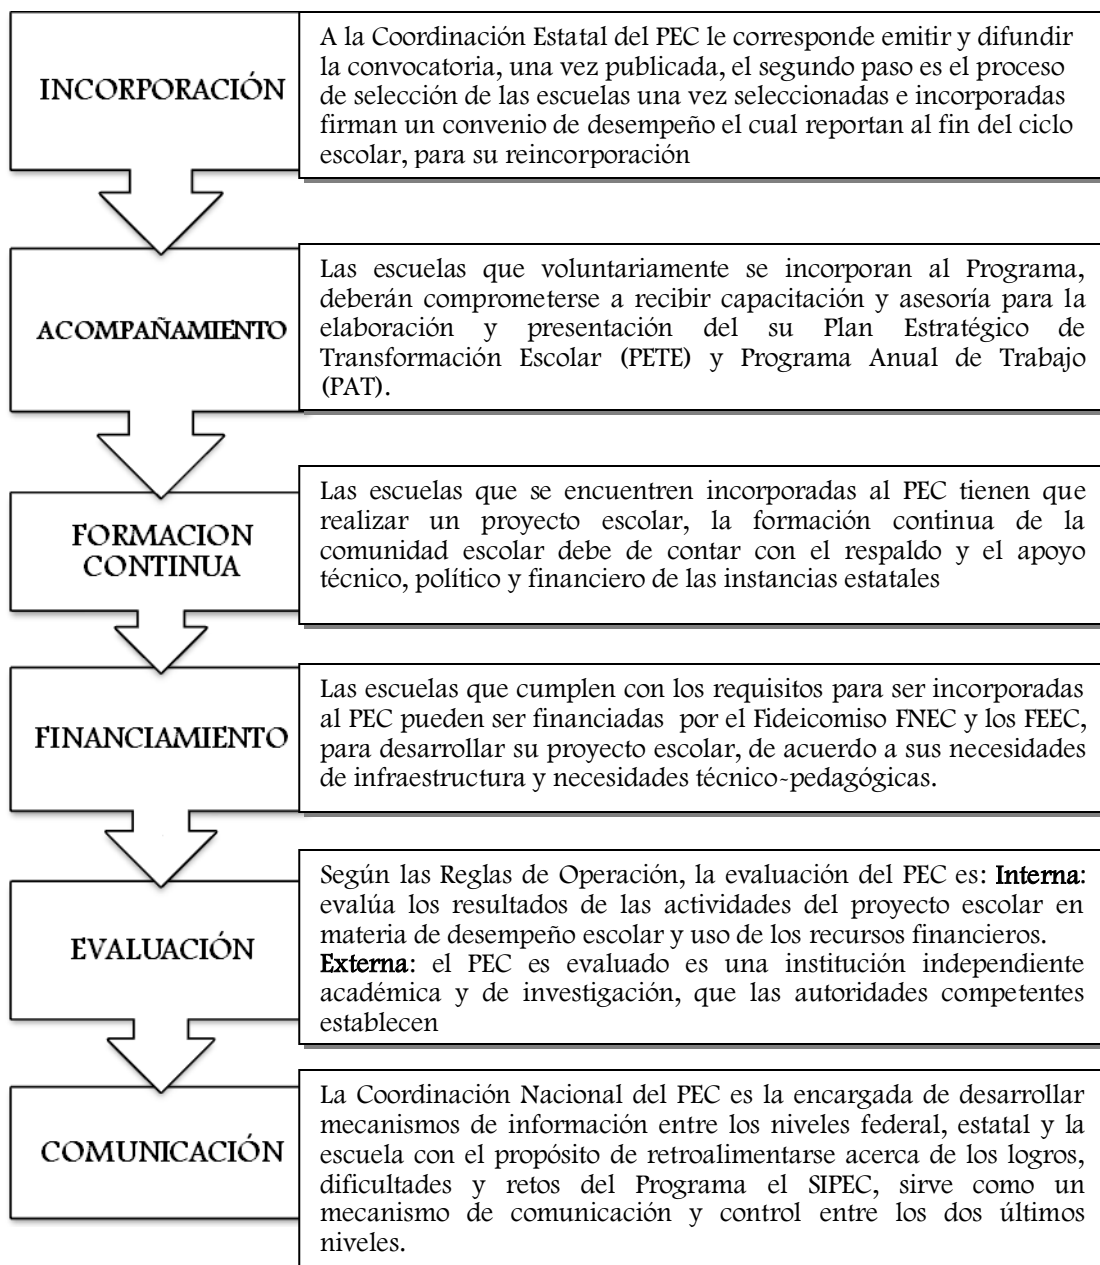 INCORPORACIÓN
A la Coordinación Estatal del PEC le corresponde emitir y difundir
la convocatoria, una vez publicada, el segundo paso es el proceso
de selección de las escuelas una vez seleccionadas e incorporadas
firman un convenio de desempeño el cual reportan al fin del ciclo
escolar, para su reincorporación
ACOMPAÑAMIENTO
Las escuelas que voluntariamente se incorporan al Programa,
deberán comprometerse a recibir capacitación y asesoría para la
elaboración y presentación del su Plan Estratégico de
Transformación Escolar (PETE) y Programa Anual de Trabajo
(PAT).
FORMACION
CONTINUA
Las escuelas que se encuentren incorporadas al PEC tienen que
realizar un proyecto escolar, la formación continua de la
comunidad escolar debe de contar con el respaldo y el apoyo
técnico, político y financiero de las instancias estatales
FINANCIAMIENTO
Las escuelas que cumplen con los requisitos para ser incorporadas
al PEC pueden ser financiadas por el Fideicomiso FNEC y los FEEC,
para desarrollar su proyecto escolar, de acuerdo a sus necesidades
de infraestructura y necesidades técnico-pedagógicas.
EVALUACIÓN
Según las Reglas de Operación, la evaluación del PEC es: Interna:
evalúa los resultados de las actividades del proyecto escolar en
materia de desempeño escolar y uso de los recursos financieros.
Externa: el PEC es evaluado es una institución independiente
académica y de investigación, que las autoridades competentes
establecen
COMUNICACIÓN
La Coordinación Nacional del PEC es la encargada de desarrollar
mecanismos de información entre los niveles federal, estatal y la
escuela con el propósito de retroalimentarse acerca de los logros,
dificultades y retos del Programa el SIPEC, sirve como un
mecanismo de comunicación y control entre los dos últimos
niveles.